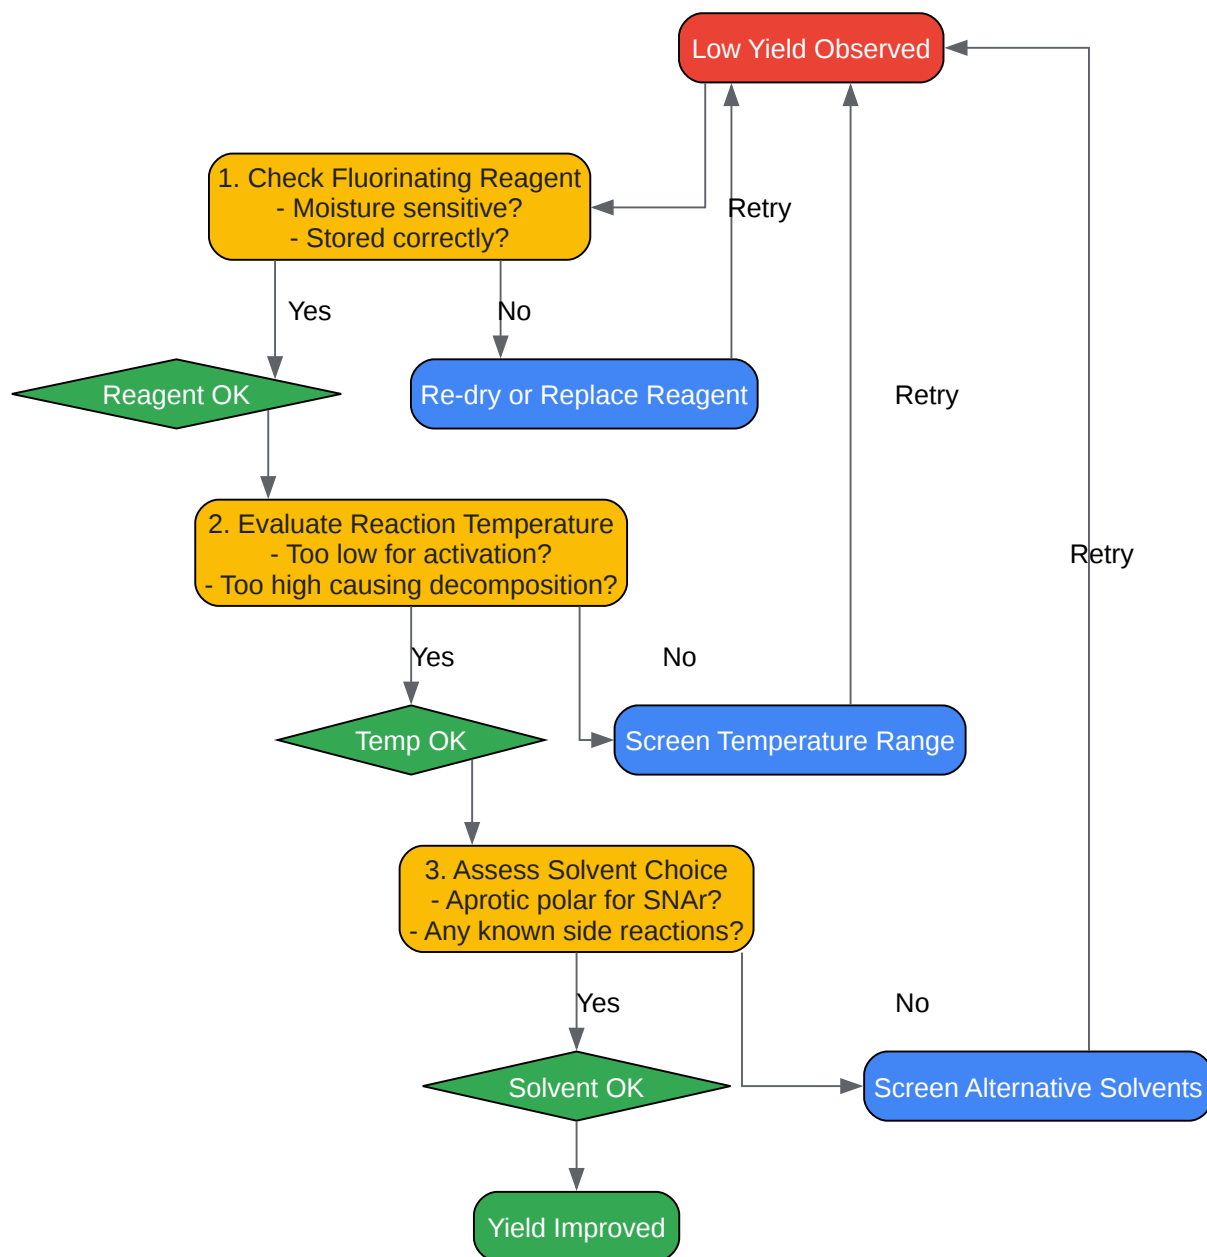 Low Yield Observed
1. Check Fluorinating Reagent
- Moisture sensitive?
- Stored correctly?
Retry
Yes
No
Reagent OK
Re-dry or Replace Reagent
Retry
2. Evaluate Reaction Temperature
- Too low for activation?
- Too high causing decomposition?
Retry
Yes
No
Temp OK
Screen Temperature Range
3. Assess Solvent Choice
- Aprotic polar for SNAr?
- Any known side reactions?
Yes
No
Solvent OK
Screen Alternative Solvents
Yield Improved